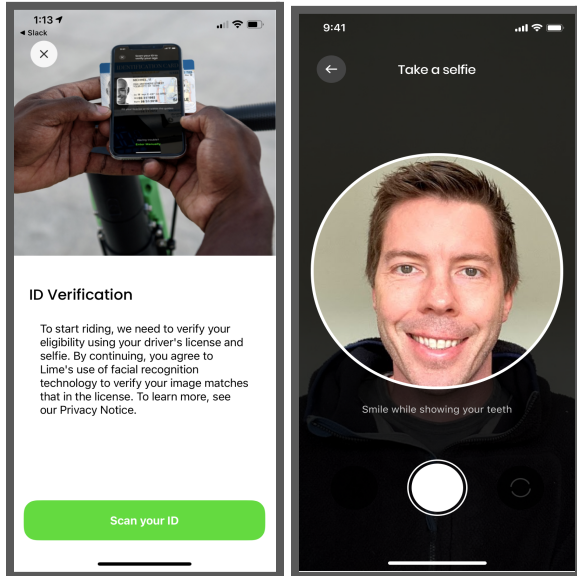 1:13
◀ Slack
ID Verification
To start riding, we need to verify your
eligibility using your driver's license and
selfie. By continuing, you agree to
Lime's use of facial recognition
technology to verify your image matches
that in the license. To learn more, see
our Privacy Notice.
Scan your ID
9:41
Take a selfie
Smile while showing your teeth